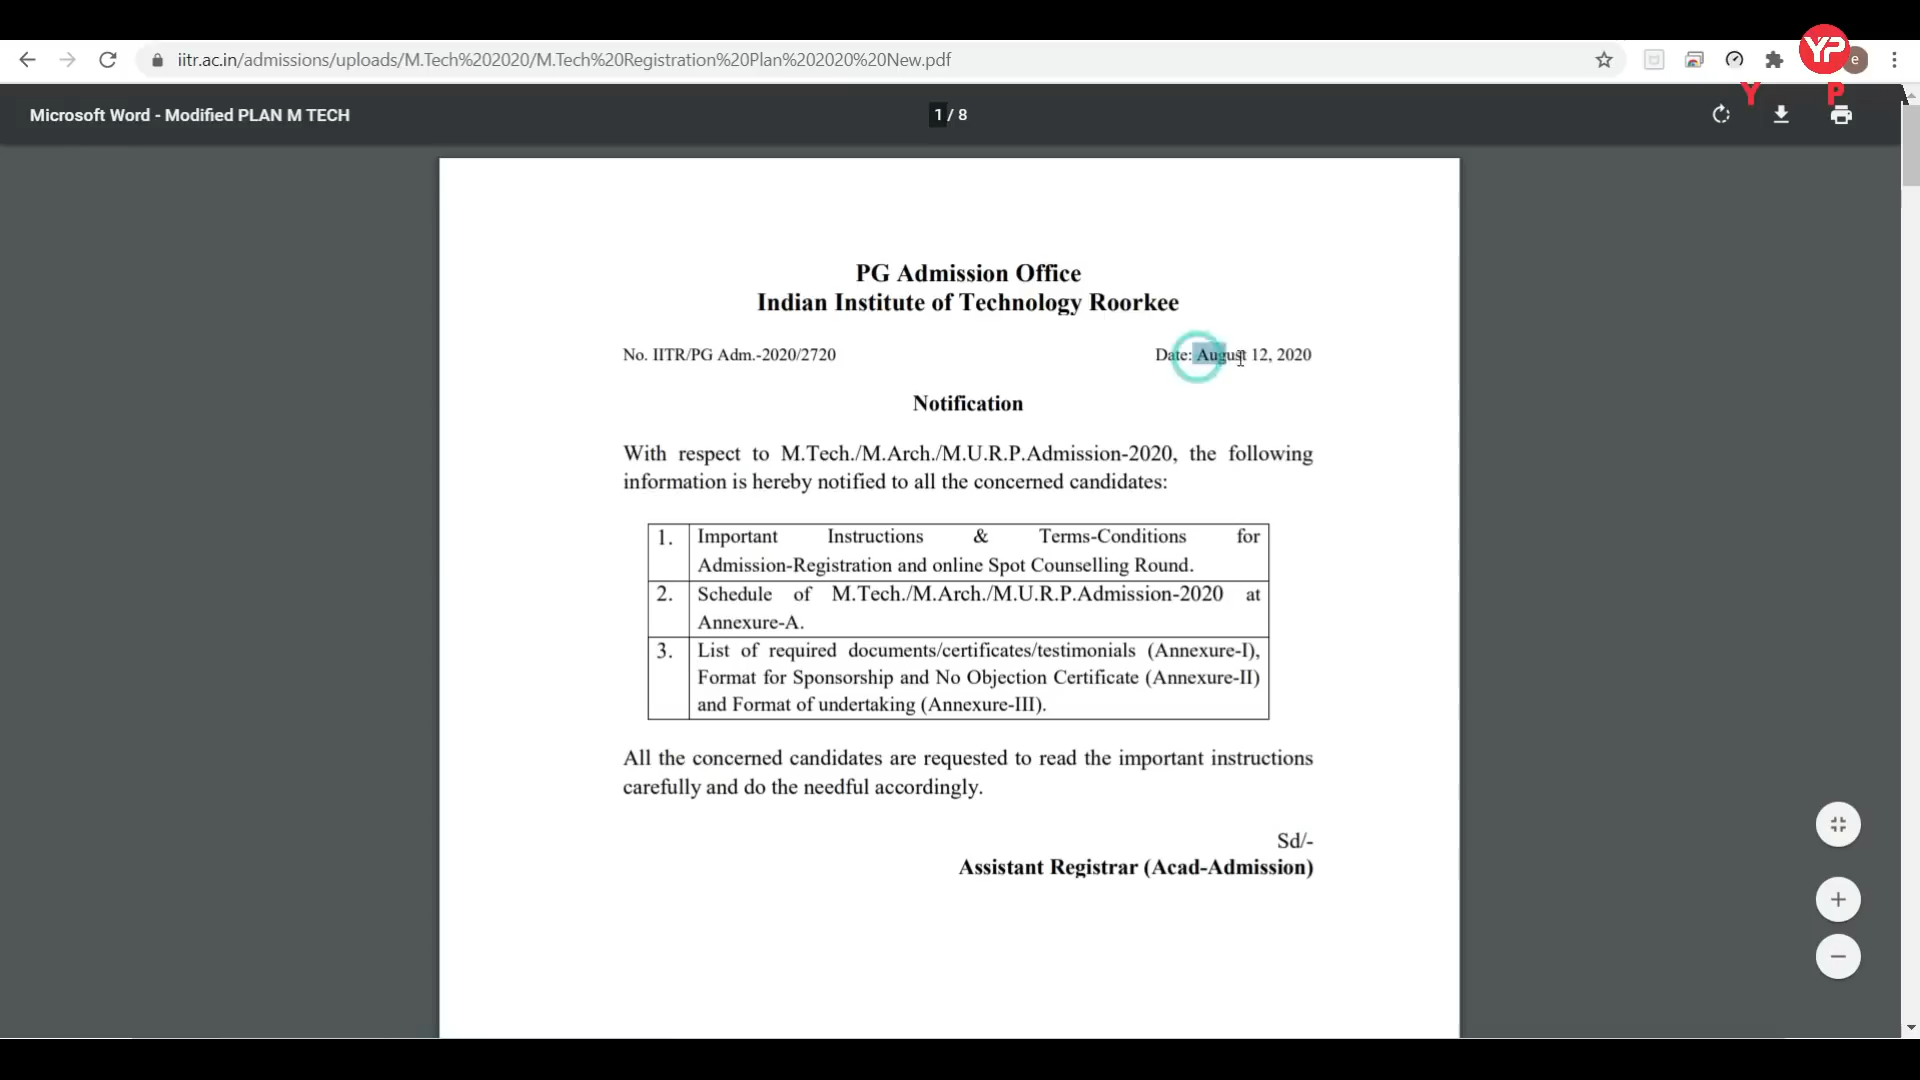 iitr.ac.in/admissions/uploads/M.Tech%202020/M.Tech%20Registration%20Plan%202020%20New.pdf
YP
e
Y P
Microsoft Word - Modified PLAN M TECH
1 / 8
PG Admission Office
Indian Institute of Technology Roorkee
No. IITR/PG Adm.-2020/2720
Date: August 12, 2020
Notification
With respect to M.Tech./M.Arch./M.U.R.P.Admission-2020, the following
information is hereby notified to all the concerned candidates:
1. Important Instructions & Terms-Conditions for
Admission-Registration and online Spot Counselling Round.
2. Schedule of M.Tech./M.Arch./M.U.R.P.Admission-2020 at
Annexure-A.
3. List of required documents/certificates/testimonials (Annexure-I),
Format for Sponsorship and No Objection Certificate (Annexure-II)
and Format of undertaking (Annexure-III).
All the concerned candidates are requested to read the important instructions
carefully and do the needful accordingly.
Sd/-
Assistant Registrar (Acad-Admission)